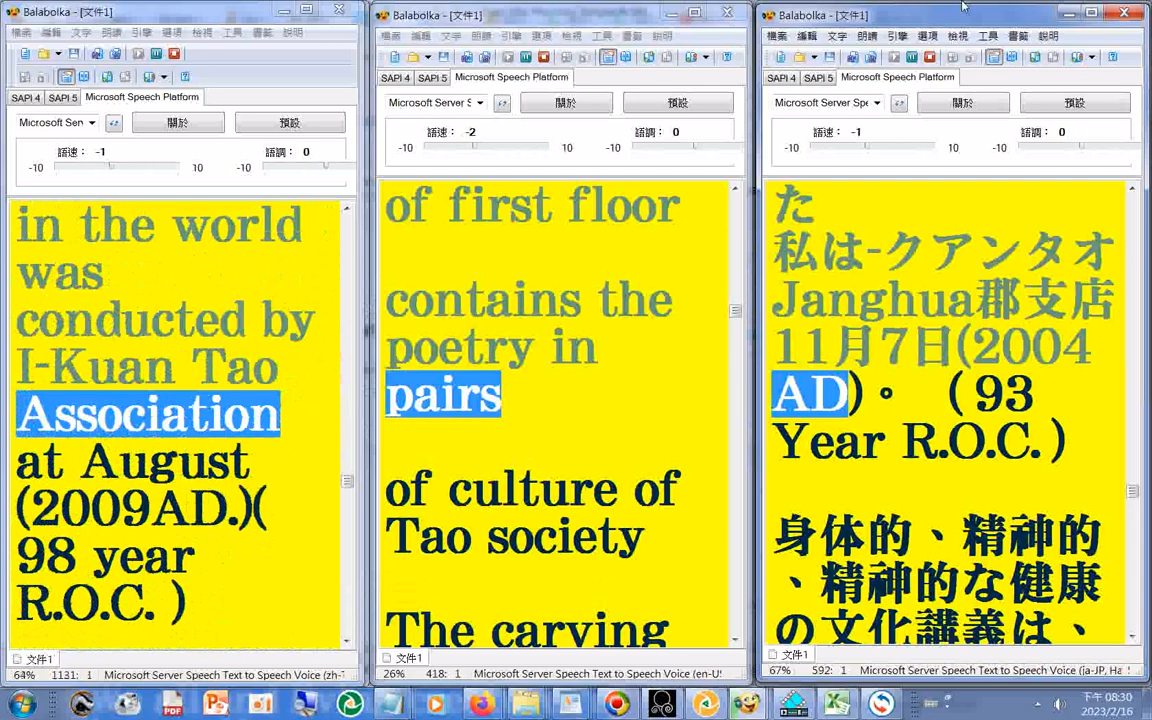 Balabolka - [文件1]
檔案 編輯 文字 朗讀 引擎 選項 檢視 工具 書籤 說明
SAPI 4 SAPI 5 Microsoft Speech Platform
Microsoft Ser
關於
預設
語速： -1
語調： 0
-10 10 -10
in the world
was
conducted by
I-Kuan Tao
Association
at August
(2009AD.)(
98 year
R.O.C. )
文件1
64% 1131: 1 Microsoft Server Speech Text to Speech Voice (zh-T
Balabolka - [文件1]
檔案 編輯 文字 朗讀 引擎 選項 檢視 工具 書籤 說明
SAPI 4 SAPI 5 Microsoft Speech Platform
Microsoft Server S
關於
預設
語速： -2
語調： 0
-10 10 -10
of first floor
contains the
poetry in
pairs
of culture of
Tao society
The carving
文件1
26% 418: 1 Microsoft Server Speech Text to Speech Voice (en-US
Balabolka - [文件1]
檔案 編輯 文字 朗讀 引擎 選項 檢視 工具 書籤 說明
SAPI 4 SAPI 5 Microsoft Speech Platform
Microsoft Server Spe
關於
預設
語速： -1
語調： 0
-10 10 -10
た
私は-クアンタオ
Janghua郡支店
11月7日(2004
AD)。 （93
Year R.O.C.）
身体的、精神的
、精神的な健康
の文化講義は、
文件1
67% 592: 1 Microsoft Server Speech Text to Speech Voice (ja-JP, Ha
下午 08:30
2023/2/16